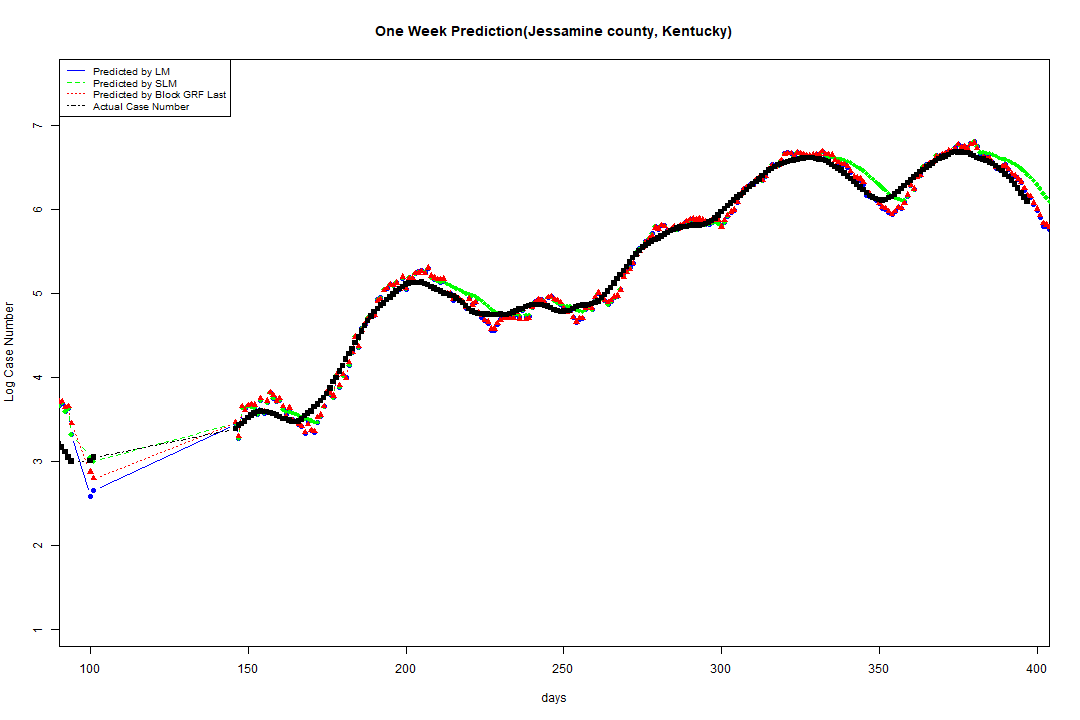 One Week Prediction(Jessamine county, Kentucky)
Predicted by LM
Predicted by SLM
Predicted by Block GRF Last
Actual Case Number
7
6
5
4
3
2
1
Log Case Number
100 150 200 250 300 350 400
days